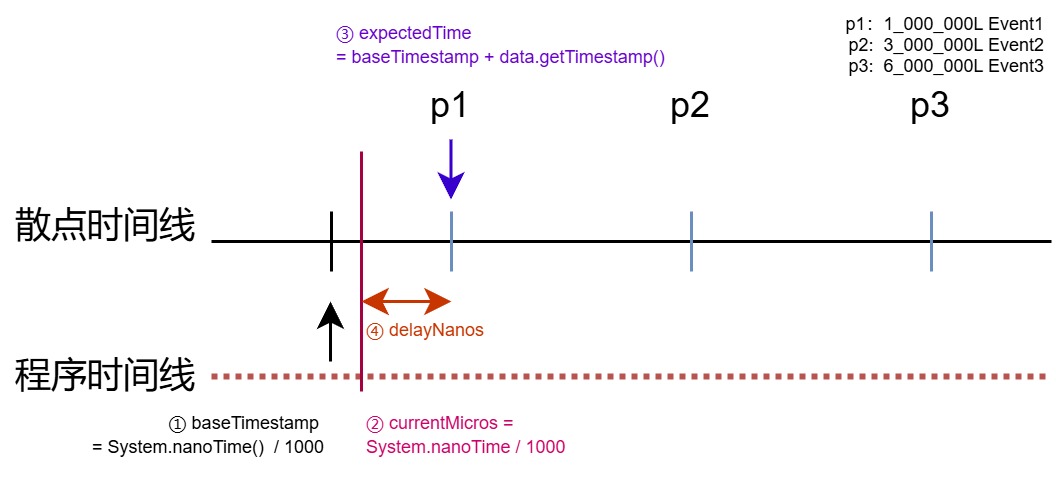 ③ expectedTime
= baseTimestamp + data.getTimestamp()
p1: 1_000_000L Event1
p2: 3_000_000L Event2
p3: 6_000_000L Event3
p1
p2
p3
散点时间线
④ delayNanos
程序时间线
① baseTimestamp
= System.nanoTime() / 1000
② currentMicros =
System.nanoTime / 1000